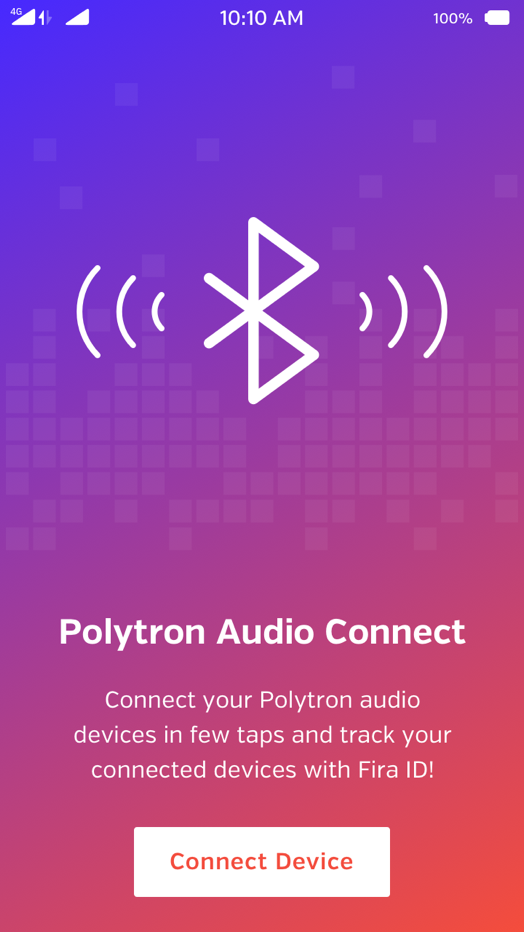 4G
10:10 AM
100%
Polytron Audio Connect
Connect your Polytron audio
devices in few taps and track your
connected devices with Fira ID!
Connect Device